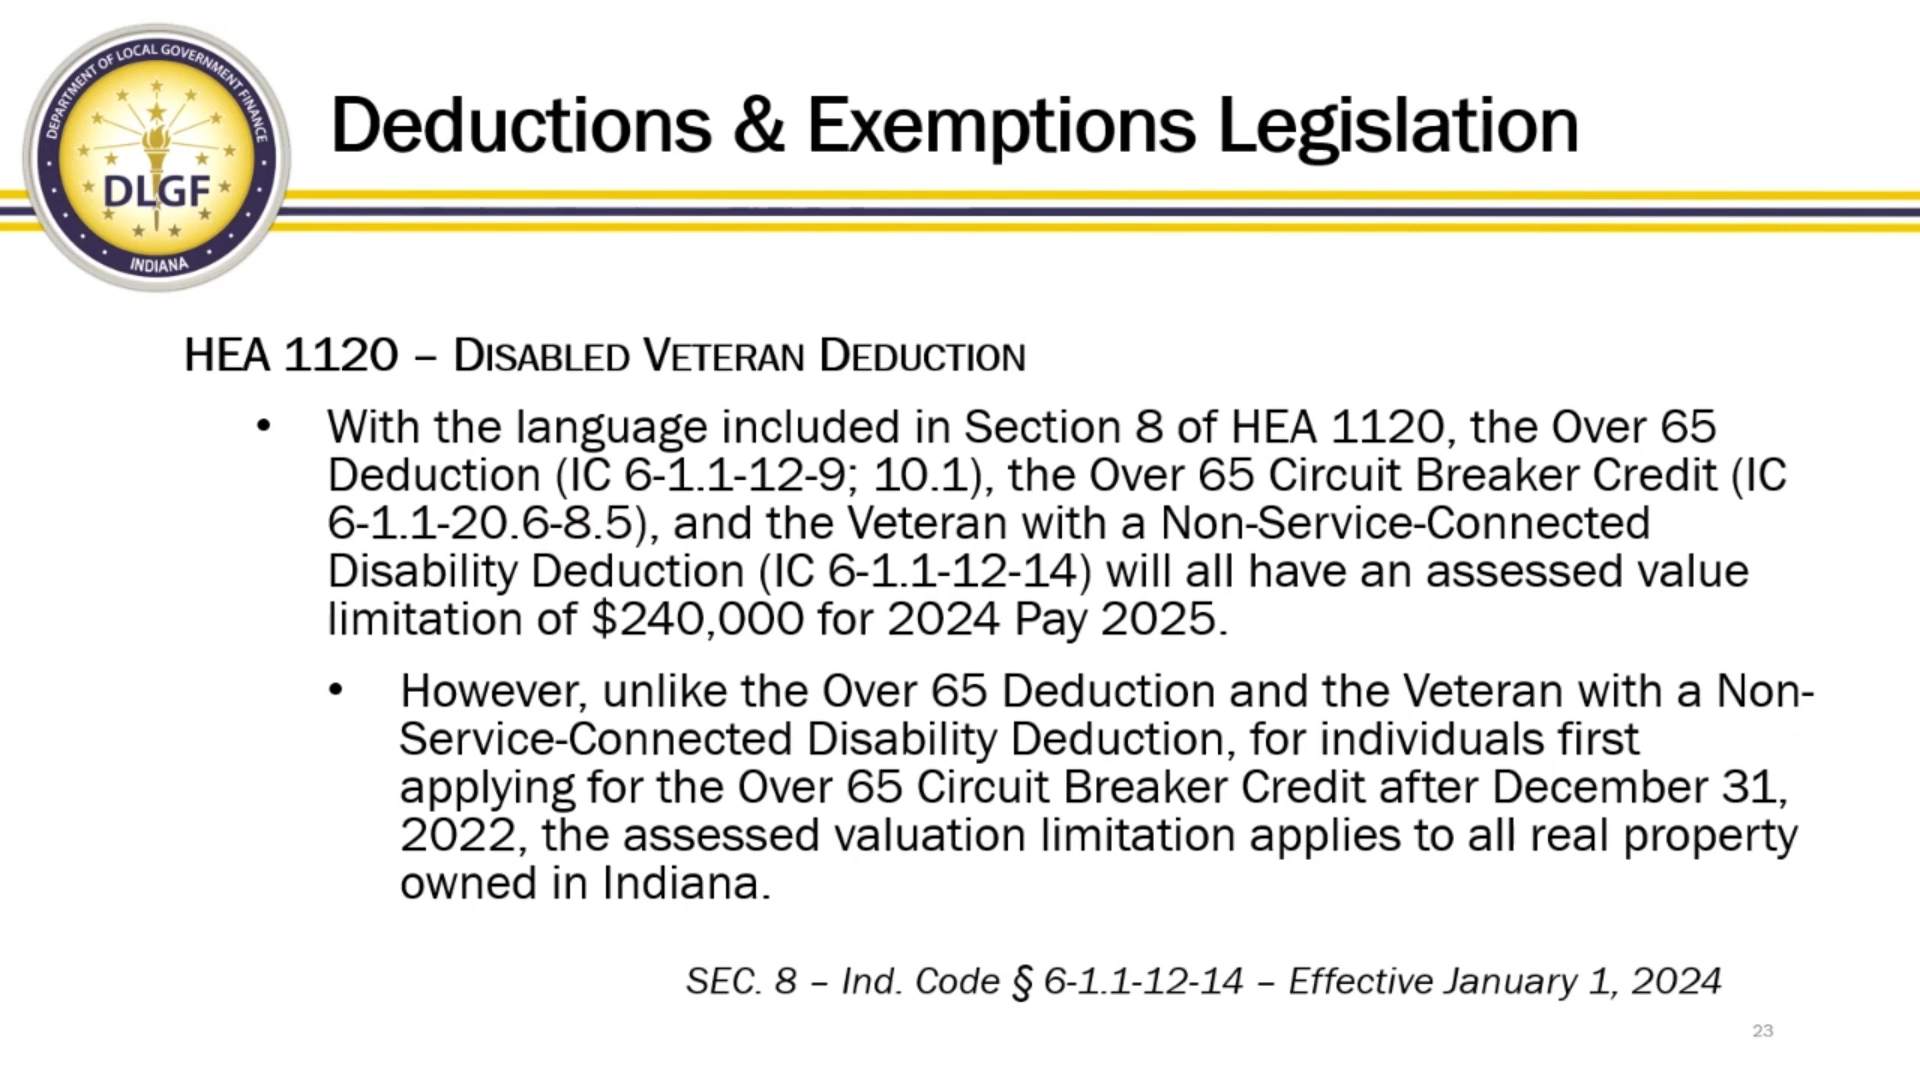 DEPARTMENT OF LOCAL GOVERNMENT FINANCE
DLGF
INDIANA
Deductions & Exemptions Legislation
HEA 1120 – DISABLED VETERAN DEDUCTION
• With the language included in Section 8 of HEA 1120, the Over 65
Deduction (IC 6-1.1-12-9; 10.1), the Over 65 Circuit Breaker Credit (IC
6-1.1-20.6-8.5), and the Veteran with a Non-Service-Connected
Disability Deduction (IC 6-1.1-12-14) will all have an assessed value
limitation of $240,000 for 2024 Pay 2025.
• However, unlike the Over 65 Deduction and the Veteran with a Non-
Service-Connected Disability Deduction, for individuals first
applying for the Over 65 Circuit Breaker Credit after December 31,
2022, the assessed valuation limitation applies to all real property
owned in Indiana.
SEC. 8 – Ind. Code § 6-1.1-12-14 – Effective January 1, 2024
23